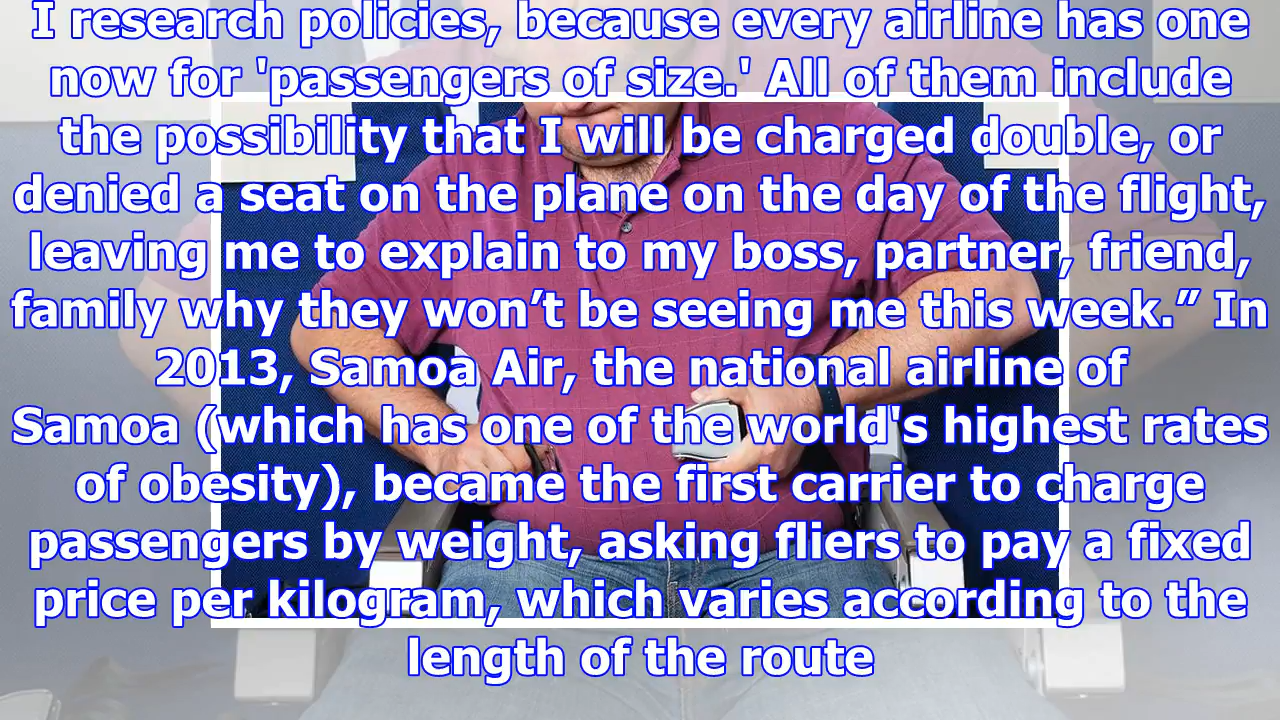 I research policies, because every airline has one
now for 'passengers of size.' All of them include
the possibility that I will be charged double, or
denied a seat on the plane on the day of the flight,
leaving me to explain to my boss, partner, friend,
family why they won’t be seeing me this week.” In
2013, Samoa Air, the national airline of
Samoa (which has one of the world's highest rates
of obesity), became the first carrier to charge
passengers by weight, asking fliers to pay a fixed
price per kilogram, which varies according to the
length of the route